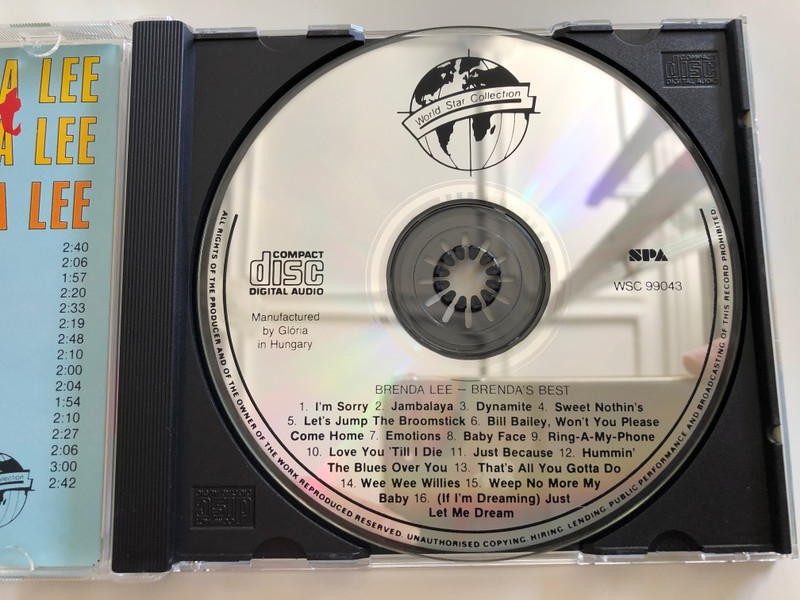 A LEE
A LEE
A LEE
2:40
2:06
1:57
2:20
2:33
2:19
2:48
2:10
2:00
2:04
1:54
2:10
2:27
2:06
3:00
2:42
Collection
World Star Collection
COMPACT
disc
DIGITAL AUDIO
COMPACT
disc
DIGITAL AUDIO
SPA
WSC 99043
Manufactured
by Glória
in Hungary
BRENDA LEE – BRENDA'S BEST
1. I'm Sorry 2. Jambalaya 3. Dynamite 4. Sweet Nothin's
5. Let's Jump The Broomstick 6. Bill Bailey, Won't You Please
Come Home 7. Emotions 8. Baby Face 9. Ring-A-My-Phone
10. Love You 'Till I Die 11. Just Because 12. Hummin'
The Blues Over You 13. That's All You Gotta Do
14. Wee Wee Willies 15. Weep No More My
Baby 16. (If I'm Dreaming) Just
Let Me Dream
ALL RIGHTS OF THE PRODUCER AND OF THE OWNER OF THE WORK REPRODUCED RESERVED. UNAUTHORISED COPYING, HIRING, LENDING, PUBLIC PERFORMANCE AND BROADCASTING OF THIS RECORD PROHIBITED